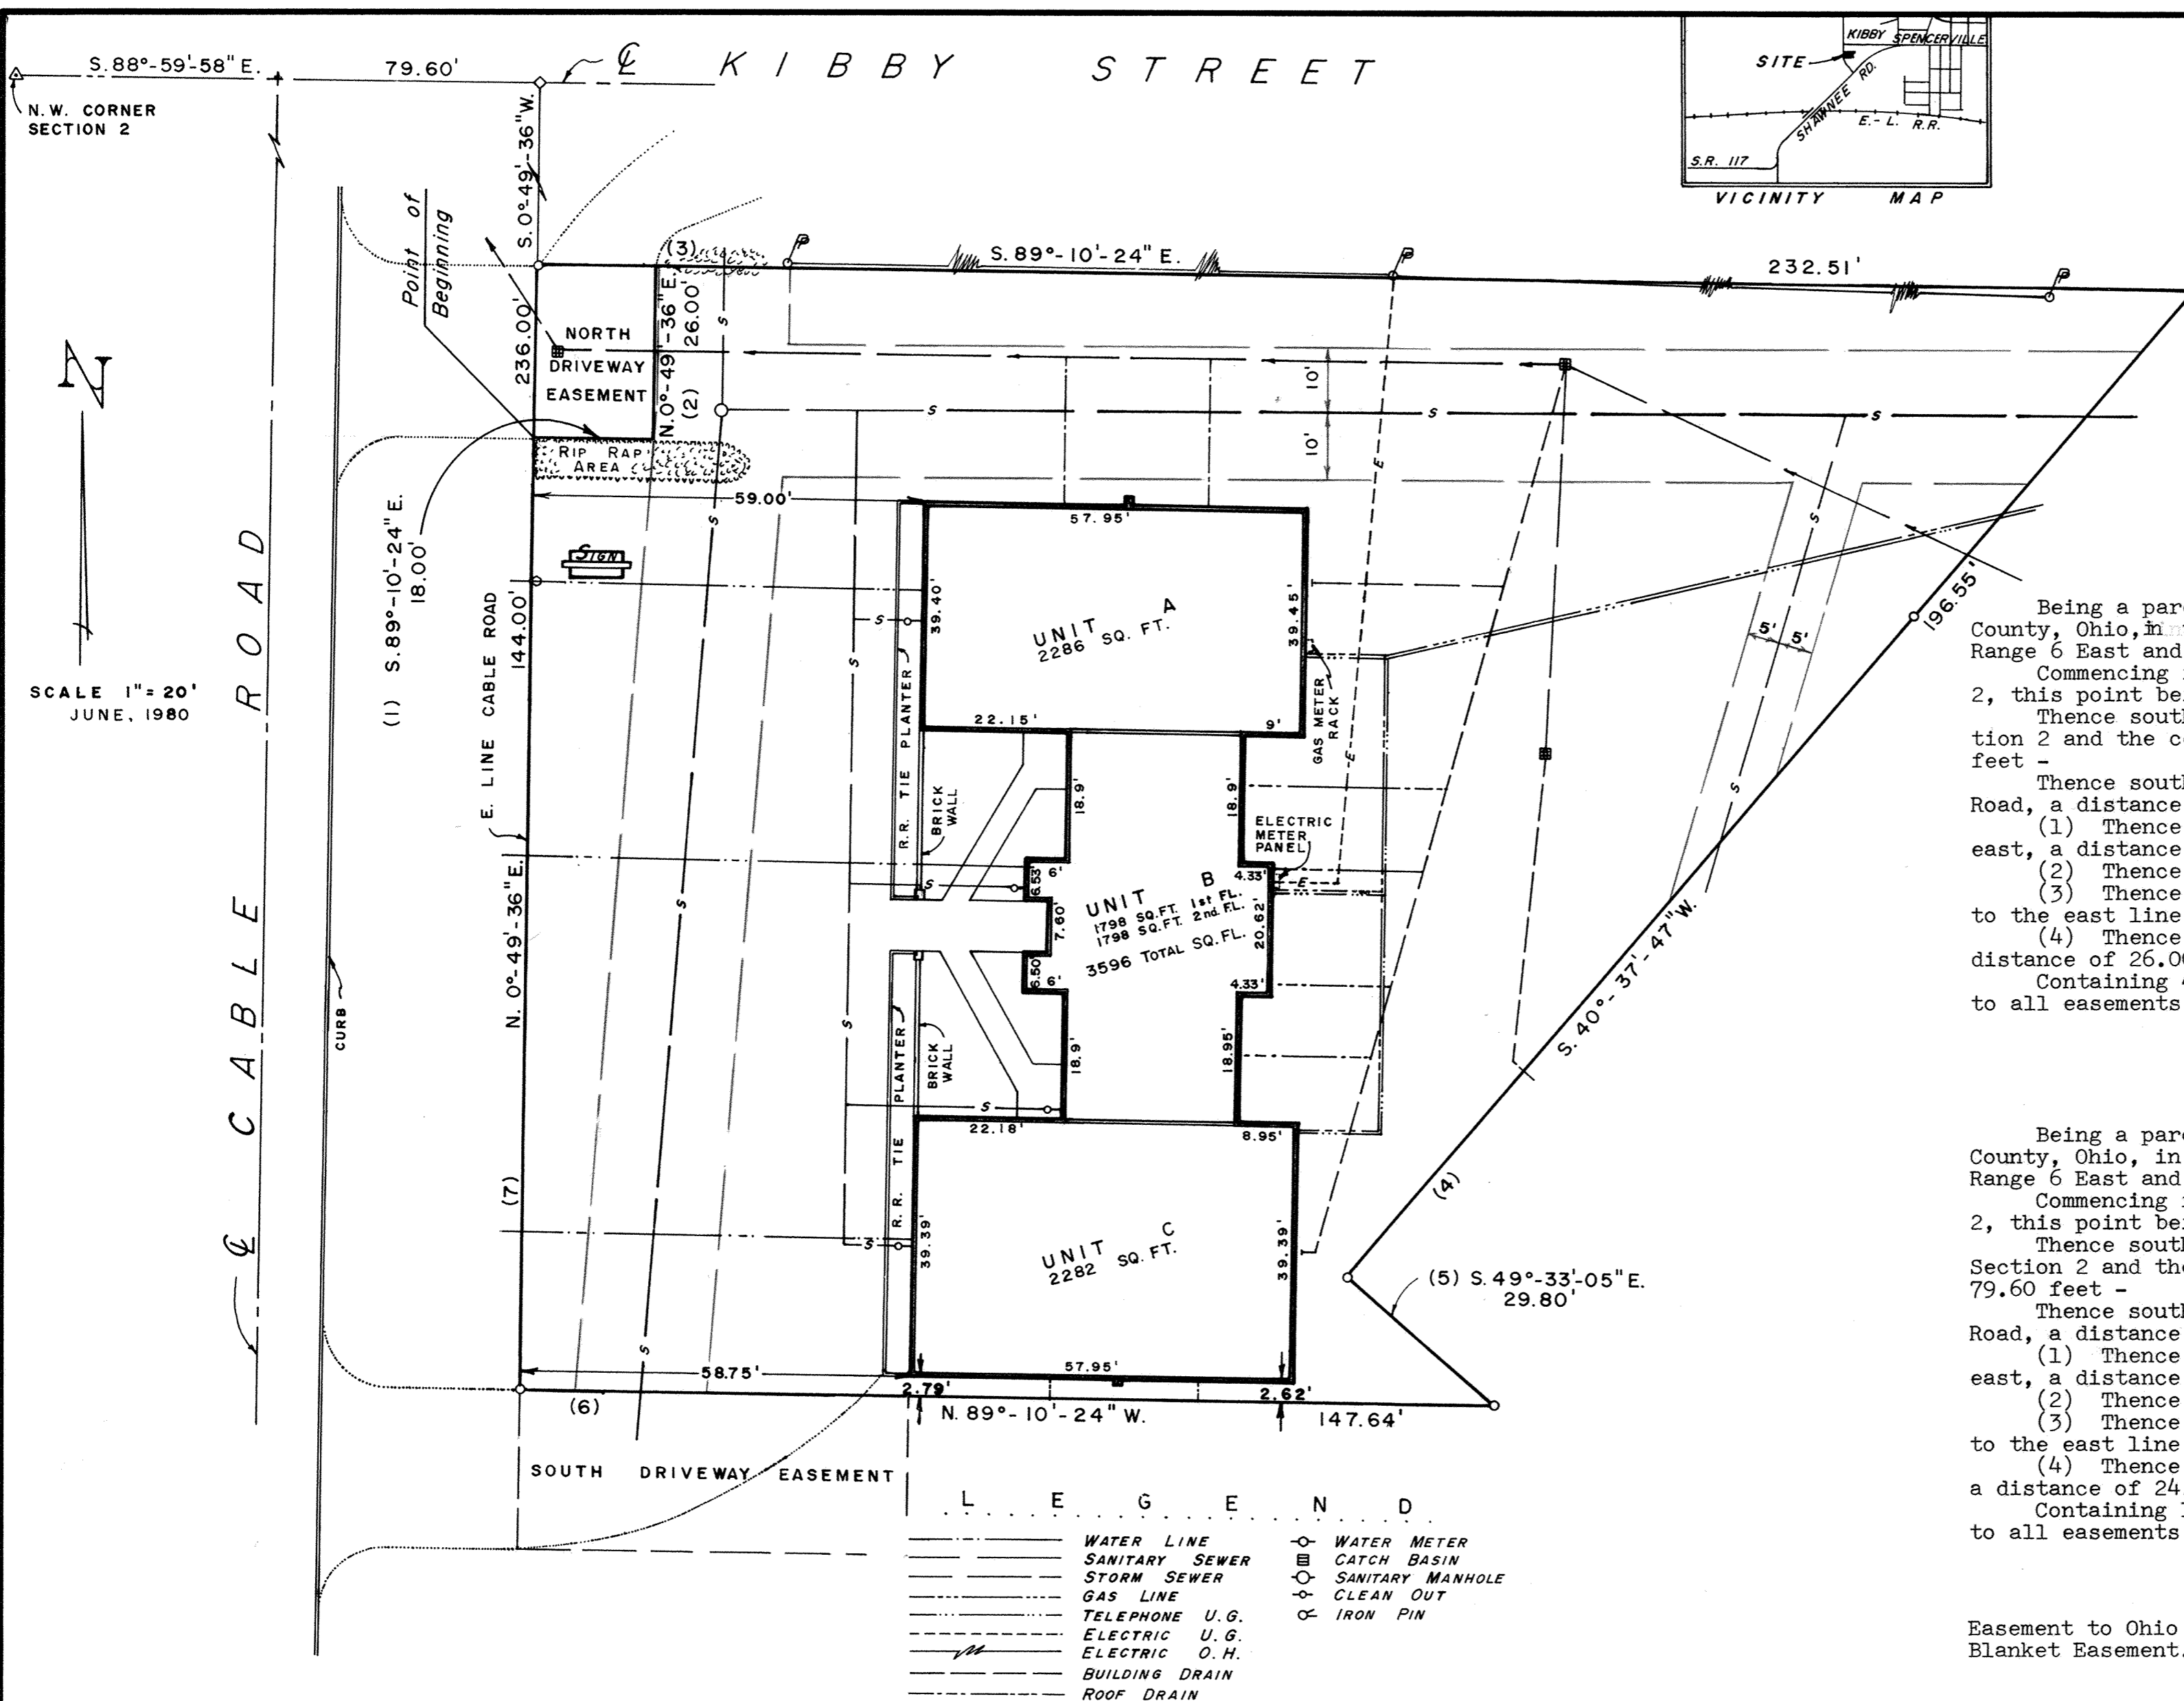 S.88°-59'-58"E.
79.60'
℄
KIBBY STREET
N.W. CORNER
SECTION 2
S.0°-49'-36"W.
KIBBY
SPENCERVILLE
SITE
SHAWNEE RD.
E.-L. R.R.
S.R. 117
VICINITY MAP
Point of
Beginning
(3)
S.89°-10'-24"E.
232.51'
236.00'
NORTH
DRIVEWAY
EASEMENT
N.0°-49'-36"E.
26.00'
(2)
N
SCALE 1"=20'
JUNE, 1980
RIP RAP
AREA
10'
10'
S
S
S
S
E
59.00'
57.95'
(1) S.89°-10'-24"E.
18.00'
SIGN
144.00'
E. LINE CABLE ROAD
39.40'
UNIT A
2286 SQ. FT.
39.45'
S
S
S
S
5'
5'
196.55'
GAS METER
RACK
22.15'
9'
R.R. TIE PLANTER
BRICK
WALL
18.9'
18.9'
E
ELECTRIC
METER
PANEL
S
6.53'
6'
4.33'
E
S
S
UNIT B
1798 SQ.FT. 1st FL.
1798 SQ.FT. 2nd FL.
3596 TOTAL SQ. FL.
7.60'
20.62'
6.50'
6'
4.33'
N. 0°-49'-36"E.
CURB
℄ CABLE ROAD
S
S. 40°-37'-47"W.
R.R. TIE PLANTER
BRICK
WALL
18.9'
18.95'
S
22.18'
8.95'
(7)
(4)
39.39'
UNIT C
2282 SQ. FT.
39.39'
S
(5) S.49°-33'-05"E.
29.80'
S
58.75'
57.95'
2.79'
2.62'
(6)
N. 89°-10'-24"W.
147.64'
SOUTH DRIVEWAY EASEMENT
LEGEND
WATER LINE
SANITARY SEWER
STORM SEWER
GAS LINE
TELEPHONE U.G.
ELECTRIC U.G.
ELECTRIC O.H.
BUILDING DRAIN
ROOF DRAIN
WATER METER
CATCH BASIN
SANITARY MANHOLE
CLEAN OUT
IRON PIN
Being a par
County, Ohio, in
Range 6 East and
Commencing
2, this point be
Thence sout
tion 2 and the c
feet -
Thence sout
Road, a distance
(1) Thence
east, a distance
(2) Thence
(3) Thence
to the east line
(4) Thence
distance of 26.0
Containing 4
to all easements
Being a par
County, Ohio, in
Range 6 East and
Commencing
2, this point be
Thence sout
Section 2 and th
79.60 feet -
Thence sout
Road, a distance
(1) Thence
east, a distance
(2) Thence
(3) Thence
to the east line
(4) Thence
a distance of 24
Containing
to all easements
Easement to Ohio
Blanket Easement.